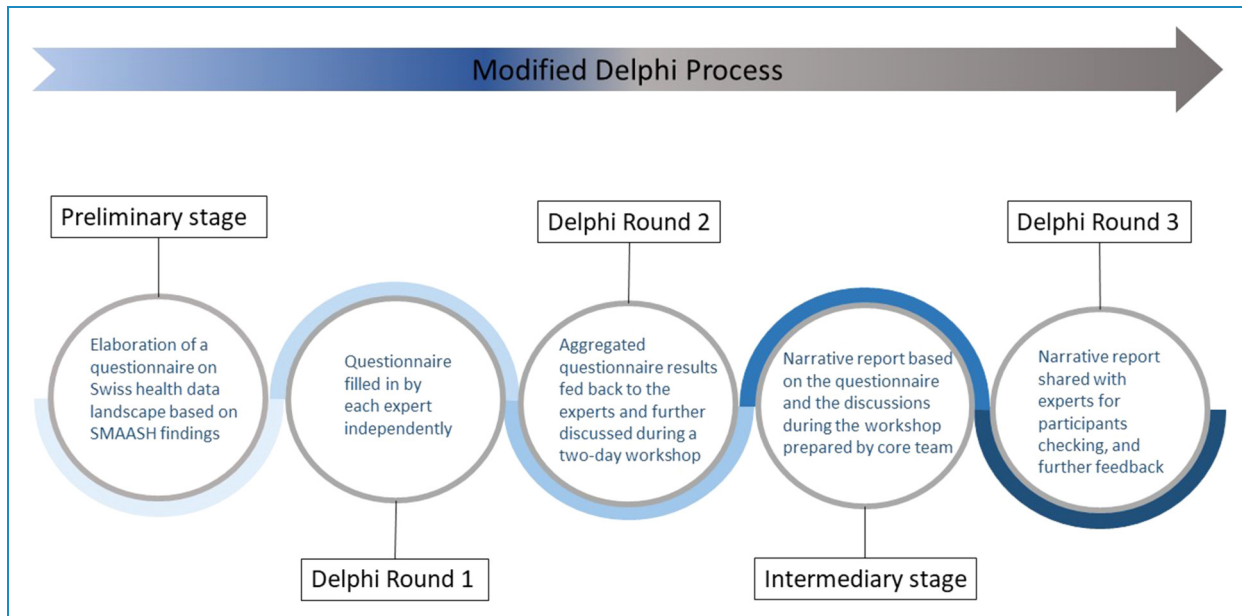 Modified Delphi Process
Preliminary stage
Elaboration of a
questionnaire on
Swiss health data
landscape based on
SMAASH findings
Questionnaire
filled in by
each expert
independently
Delphi Round 1
Delphi Round 2
Aggregated
questionnaire results
fed back to the
experts and further
discussed during a
two-day workshop
Narrative report based
on the questionnaire
and the discussions
during the workshop
prepared by core team
Intermediary stage
Delphi Round 3
Narrative report
shared with
experts for
participants
checking, and
further feedback